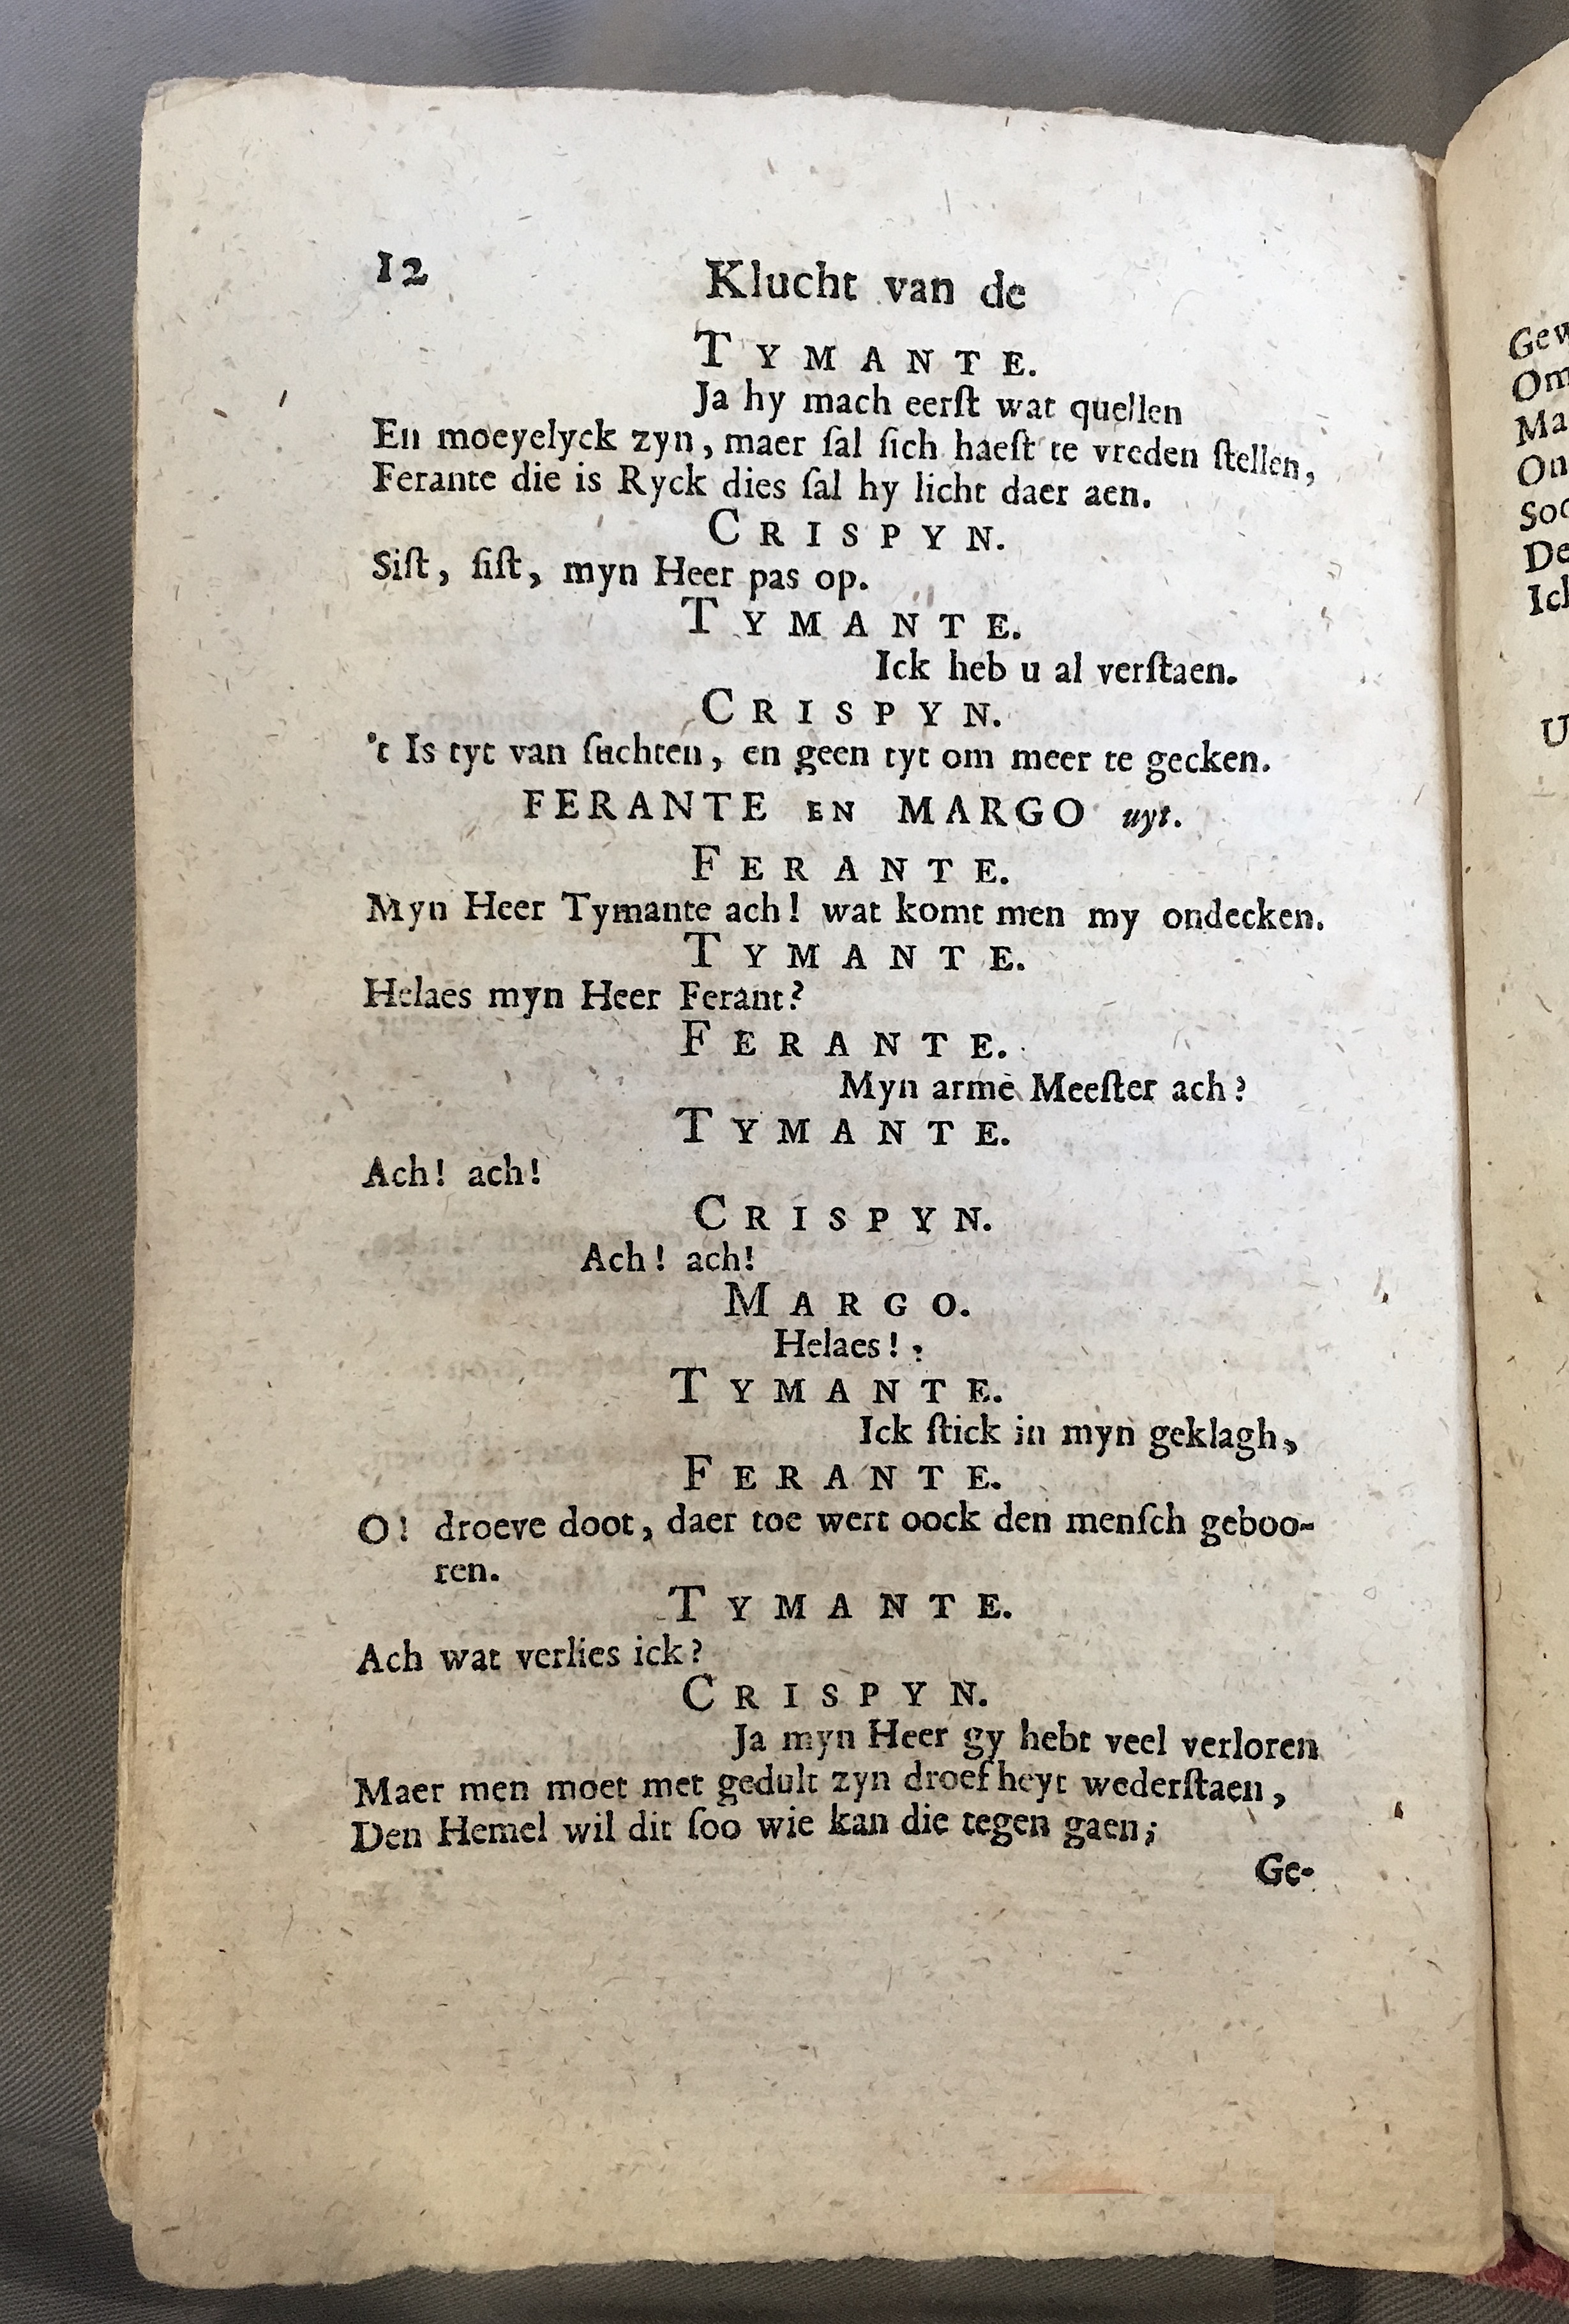 12 Klucht van de
TYMANTE.
Ja hy mach eerſt wat quellen
En moeyelyck zyn, maer ſal ſich haeſt te vreden ſtellen,
Ferante die is Ryck dies ſal hy licht daer aen.
CRISPYN.
Siſt, ſiſt, myn Heer pas op.
TYMANTE.
Ick heb u al verſtaen.
CRISPYN.
't Is tyt van ſuchten, en geen tyt om meer te gecken.
FERANTE EN MARGO uyt.
FERANTE.
Myn Heer Tymante ach! wat komt men my ondecken.
TYMANTE.
Helaes myn Heer Ferant?
FERANTE.
Myn arme Meeſter ach?
TYMANTE.
Ach! ach!
CRISPYN.
Ach! ach!
MARGO.
Helaes!
TYMANTE.
Ick ſtick in myn geklagh,
FERANTE.
O! droeve doot, daer toe wert oock den menſch geboo-
ren.
TYMANTE.
Ach wat verlies ick?
CRISPYN.
Ja myn Heer gy hebt veel verloren
Maer men moet met gedult zyn droefheyt wederſtaen,
Den Hemel wil dit ſoo wie kan die tegen gaen;
Ge-
Gew
Om
Ma
On
Soo
De
Ick
U